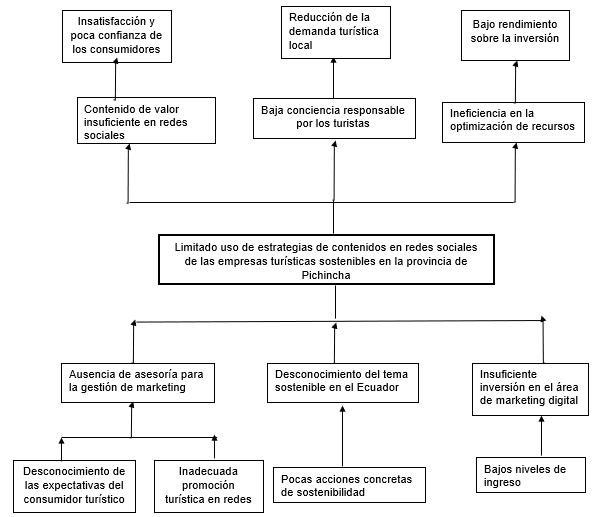 Insatisfacción y
poca confianza de
los consumidores
Reducción de la
demanda turística
local
Bajo rendimiento
sobre la inversión
Contenido de valor
insuficiente en redes
sociales
Baja conciencia responsable
por los turistas
Ineficiencia en la
optimización de recursos
Limitado uso de estrategias de contenidos en redes sociales
de las empresas turísticas sostenibles en la provincia de
Pichincha
Ausencia de asesoría para
la gestión de marketing
Desconocimiento del tema
sostenible en el Ecuador
Insuficiente
inversión en el área
de marketing digital
Desconocimiento de
las expectativas del
consumidor turístico
Inadecuada
promoción
turística en redes
Pocas acciones concretas
de sostenibilidad
Bajos niveles de
ingreso